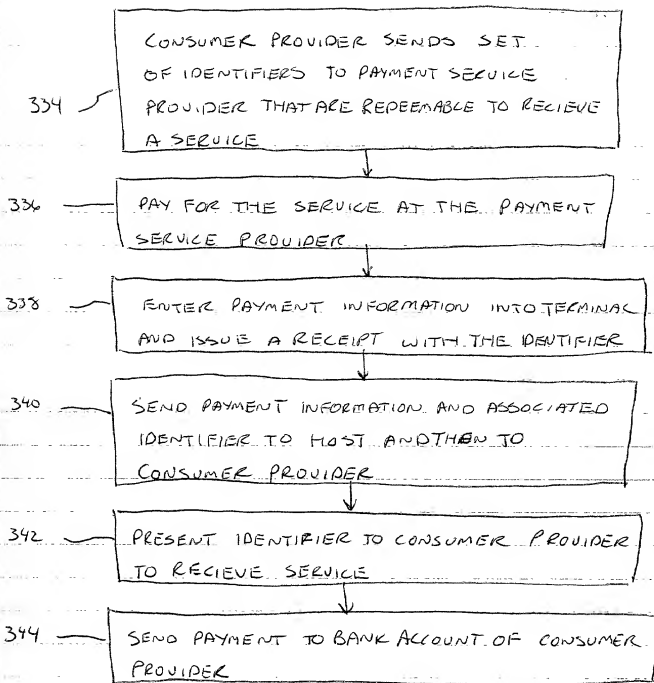 CONSUMER PROVIDER SENDS SET
OF IDENTIFIERS TO PAYMENT SERVICE
334 PROVIDER THAT ARE REDEEMABLE TO RECIEVE
A SERVICE
336 PAY FOR THE SERVICE AT THE PAYMENT
SERVICE PROVIDER
338 ENTER PAYMENT INFORMATION INTO TERMINAL
AND ISSUE A RECEIPT WITH THE IDENTIFIER
340 SEND PAYMENT INFORMATION AND ASSOCIATED
IDENTIFIER TO HOST AND THEN TO
CONSUMER PROVIDER
342 PRESENT IDENTIFIER TO CONSUMER PROVIDER
TO RECIEVE SERVICE
344 SEND PAYMENT TO BANK ACCOUNT OF CONSUMER
PROVIDER